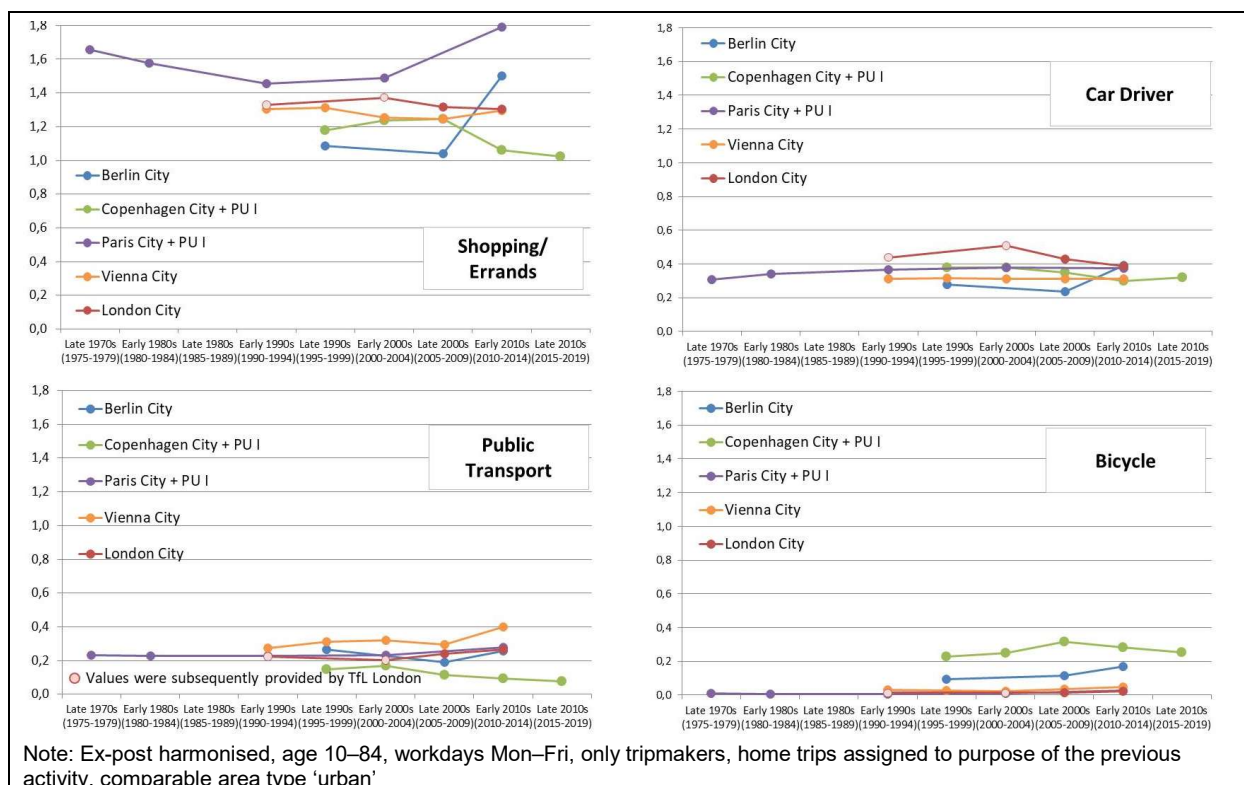 1,8
1,6
1,4
1,2
1,0
0,8
0,6
0,4
0,2
0,0
Berlin City
Copenhagen City + PU I
Paris City + PU I
Vienna City
London City
Shopping/
Errands
Late 1970s Early 1980s Late 1980s Early 1990s Late 1990s Early 2000s Late 2000s Early 2010s Late 2010s
(1975-1979)(1980-1984)(1985-1989)(1990-1994)(1995-1999)(2000-2004)(2005-2009)(2010-2014)(2015-2019)
1,8
1,6
1,4
1,2
1,0
0,8
0,6
0,4
0,2
0,0
Berlin City
Copenhagen City + PU I
Paris City + PU I
Vienna City
London City
Car Driver
Late 1970s Early 1980s Late 1980s Early 1990s Late 1990s Early 2000s Late 2000s Early 2010s Late 2010s
(1975-1979)(1980-1984)(1985-1989)(1990-1994)(1995-1999)(2000-2004)(2005-2009)(2010-2014)(2015-2019)
1,8
1,6
1,4
1,2
1,0
0,8
0,6
0,4
0,2
0,0
Berlin City
Copenhagen City + PU I
Paris City + PU I
Vienna City
London City
Public
Transport
Values were subsequently provided by TfL London
Late 1970s Early 1980s Late 1980s Early 1990s Late 1990s Early 2000s Late 2000s Early 2010s Late 2010s
(1975-1979)(1980-1984)(1985-1989)(1990-1994)(1995-1999)(2000-2004)(2005-2009)(2010-2014)(2015-2019)
1,8
1,6
1,4
1,2
1,0
0,8
0,6
0,4
0,2
0,0
Berlin City
Copenhagen City + PU I
Paris City + PU I
Vienna City
London City
Bicycle
Late 1970s Early 1980s Late 1980s Early 1990s Late 1990s Early 2000s Late 2000s Early 2010s Late 2010s
(1975-1979)(1980-1984)(1985-1989)(1990-1994)(1995-1999)(2000-2004)(2005-2009)(2010-2014)(2015-2019)
Note: Ex-post harmonised, age 10–84, workdays Mon–Fri, only tripmakers, home trips assigned to purpose of the previous
activity, comparable area type ‘urban’